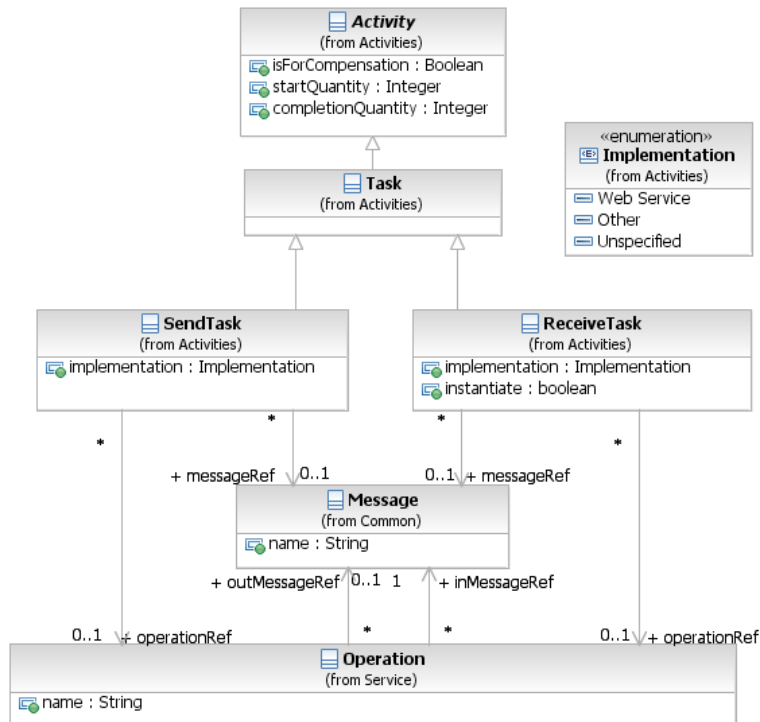 Activity
(from Activities)
isForCompensation : Boolean
startQuantity : Integer
completionQuantity : Integer
«enumeration»
Implementation
(from Activities)
Web Service
Other
Unspecified
Task
(from Activities)
SendTask
(from Activities)
implementation : Implementation
ReceiveTask
(from Activities)
implementation : Implementation
instantiate : boolean
*
*
*
*
+ messageRef
0..1
0..1
+ messageRef
Message
(from Common)
name : String
+ outMessageRef
0..1
1
+ inMessageRef
*
*
0..1
+ operationRef
0..1
+ operationRef
Operation
(from Service)
name : String